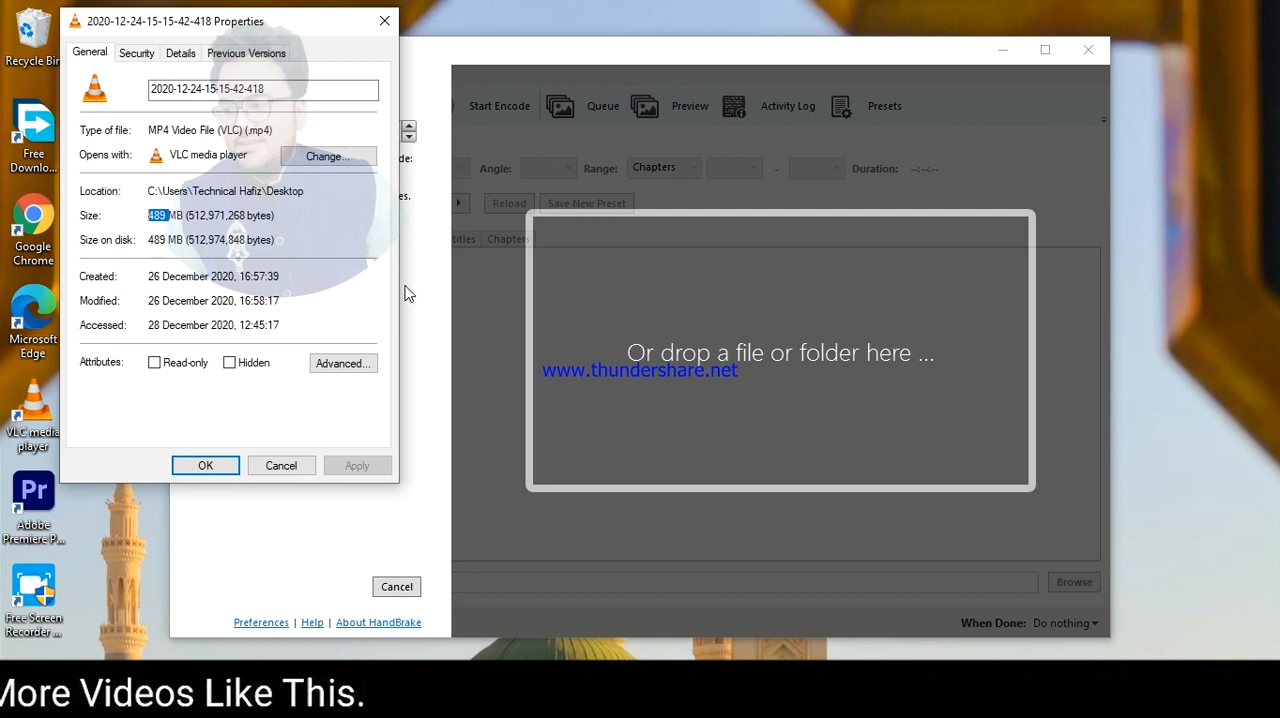 Recycle Bin
Free
Downlo...
Google
Chrome
Microsoft
Edge
VLC media
player
Adobe
Premiere P...
Free Screen
Recorder ...
2020-12-24-15-15-42-418 Properties
General
Security
Details
Previous Versions
2020-12-24-15-15-42-418
Type of file:
MP4 Video File (VLC) (.mp4)
Opens with:
VLC media player
Change...
Location:
C:\Users\Technical Hafiz\Desktop
Size:
489 MB (512,971,268 bytes)
Size on disk:
489 MB (512,974,848 bytes)
Created:
26 December 2020, 16:57:39
Modified:
26 December 2020, 16:58:17
Accessed:
28 December 2020, 12:45:17
Attributes:
Read-only
Hidden
Advanced...
OK
Cancel
Apply
Start Encode
Queue
Preview
Activity Log
Presets
de:
Angle:
Range:
Chapters
-
Duration:
--:--:--
es.
Reload
Save New Preset
titles
Chapters
Or drop a file or folder here ...
www.thundershare.net
Cancel
Browse
Preferences | Help | About HandBrake
When Done: Do nothing
More Videos Like This.
Pr